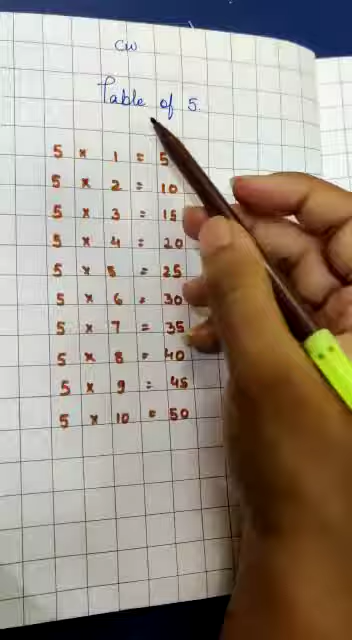 CW
Table of 5.
5 × 1 = 5
5 × 2 = 10
5 × 3 = 15
5 × 4 = 20
5 × 5 = 25
5 × 6 = 30
5 × 7 = 35
5 × 8 = 40
5 × 9 = 45
5 × 10 = 50